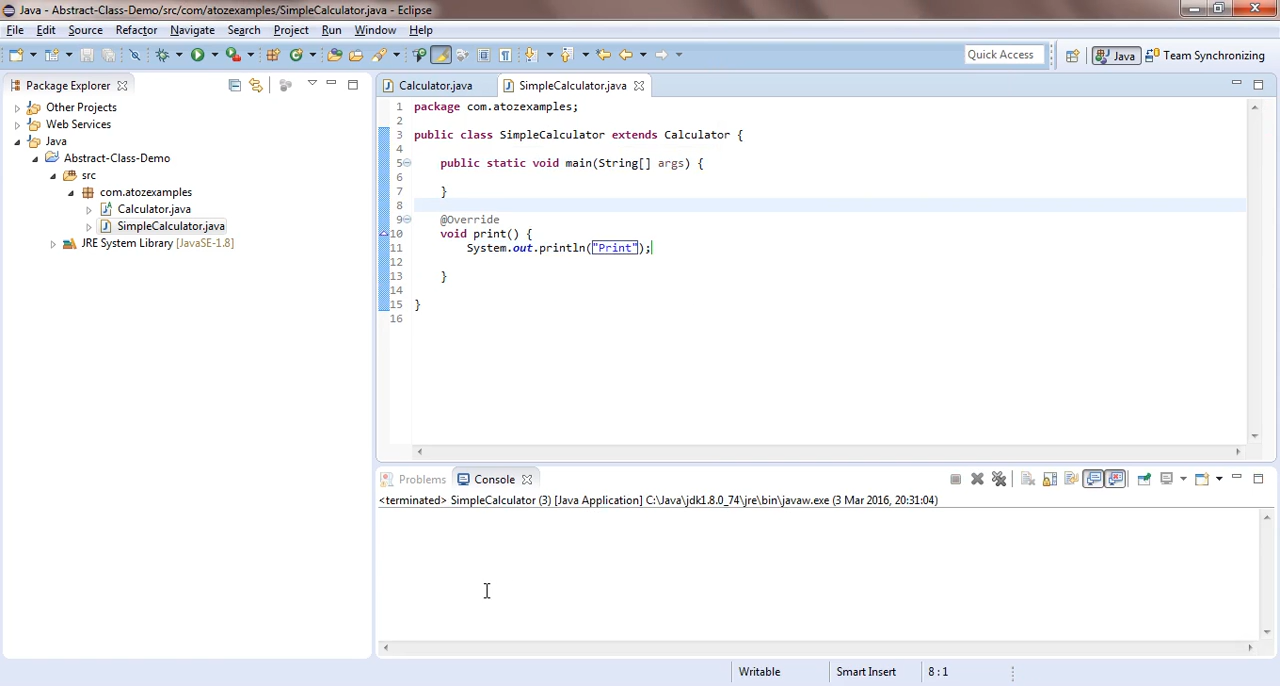 Java - Abstract-Class-Demo/src/com/atozexamples/SimpleCalculator.java - Eclipse
File Edit Source Refactor Navigate Search Project Run Window Help
Quick Access Java Team Synchronizing
Package Explorer
Other Projects
Web Services
Java
Abstract-Class-Demo
src
com.atozexamples
Calculator.java
SimpleCalculator.java
JRE System Library [JavaSE-1.8]
Calculator.java SimpleCalculator.java
1 package com.atozexamples;
2
3 public class SimpleCalculator extends Calculator {
4
5 public static void main(String[] args) {
6
7 }
8
9 @Override
10 void print() {
11 System.out.println("Print");
12
13 }
14
15 }
16
Problems Console
<terminated> SimpleCalculator (3) [Java Application] C:\Java\jdk1.8.0_74\jre\bin\javaw.exe (3 Mar 2016, 20:31:04)
Writable Smart Insert 8 : 1